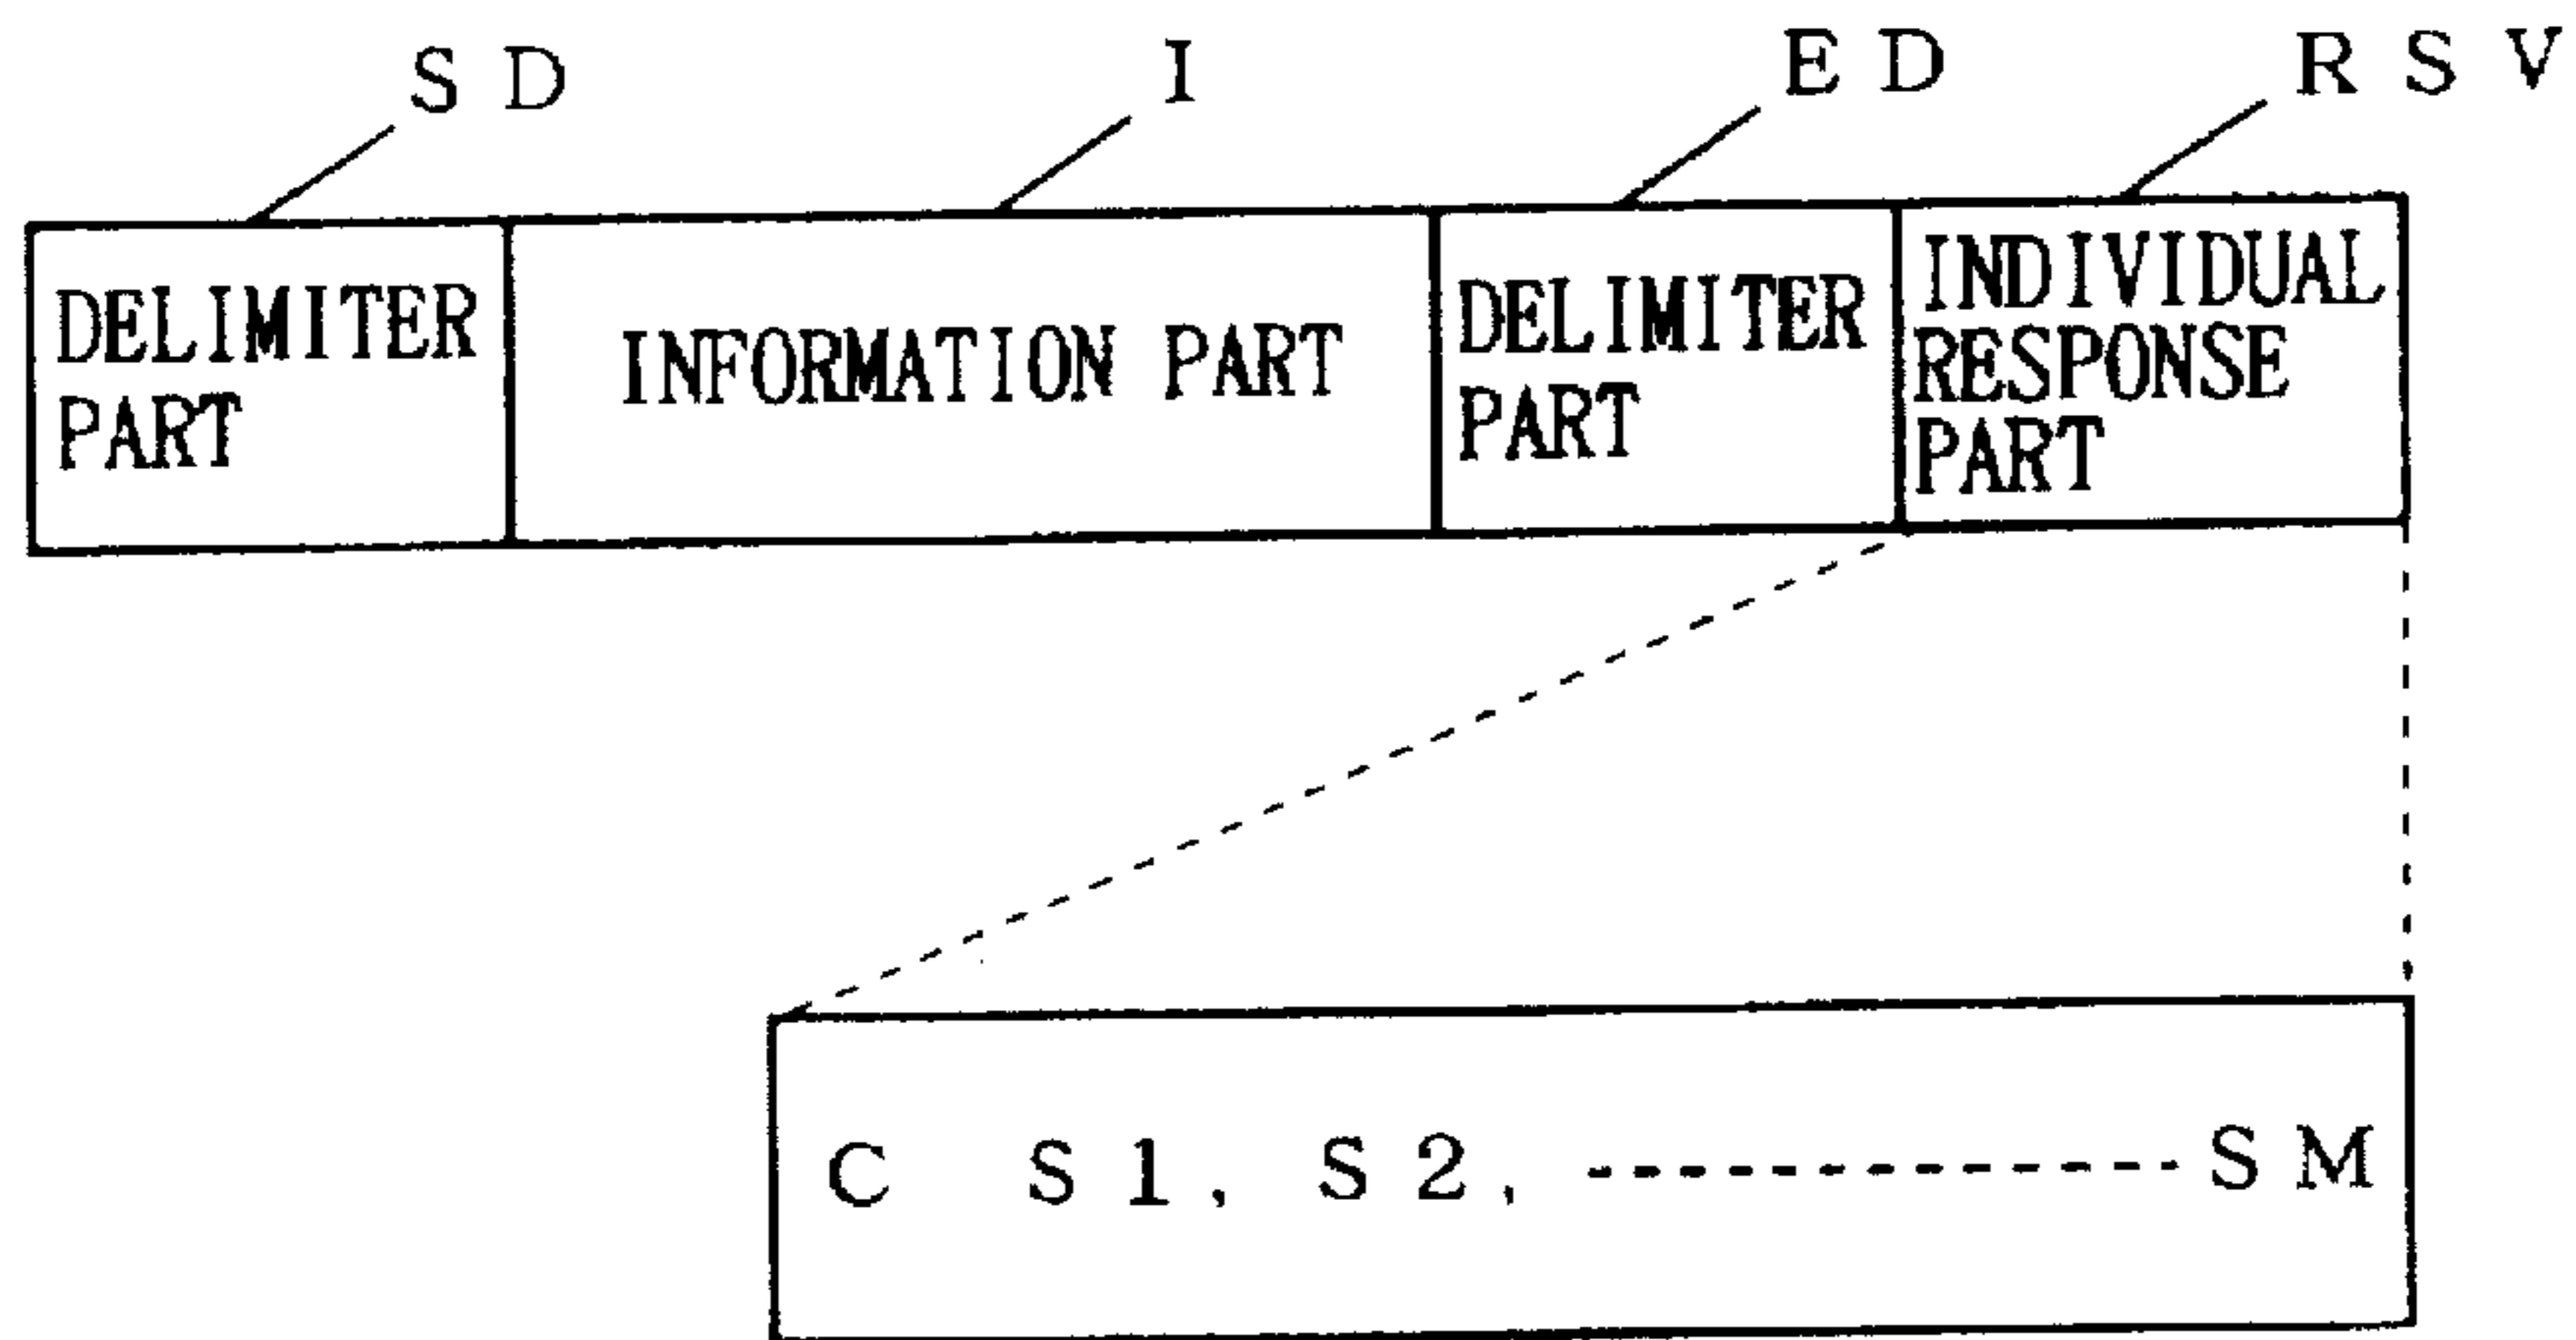 SD I ED RSV
DELIMITER
PART
INFORMATION PART
DELIMITER
PART
INDIVIDUAL
RESPONSE
PART
C S1, S2, ------------- SM